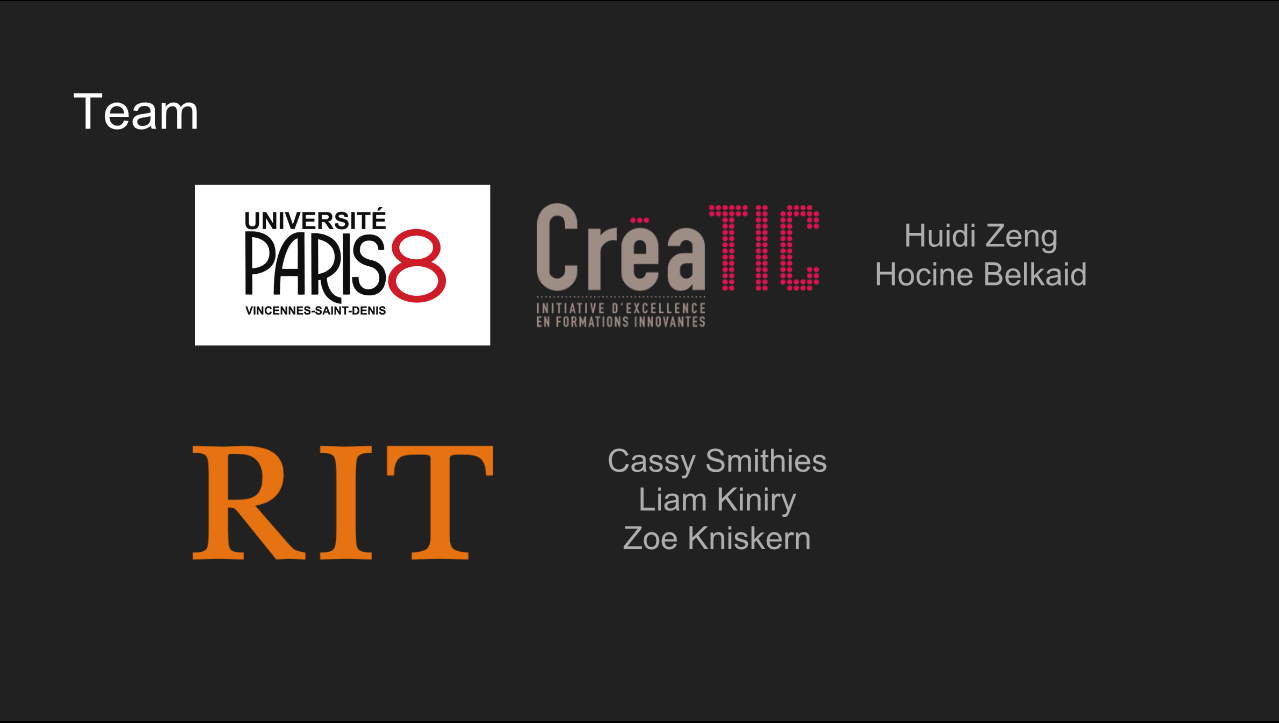 Team
UNIVERSITÉ
PARIS8
VINCENNES-SAINT-DENIS
CrëaTIC
INITIATIVE D'EXCELLENCE
EN FORMATIONS INNOVANTES
Huidi Zeng
Hocine Belkaid
RIT
Cassy Smithies
Liam Kiniry
Zoe Kniskern